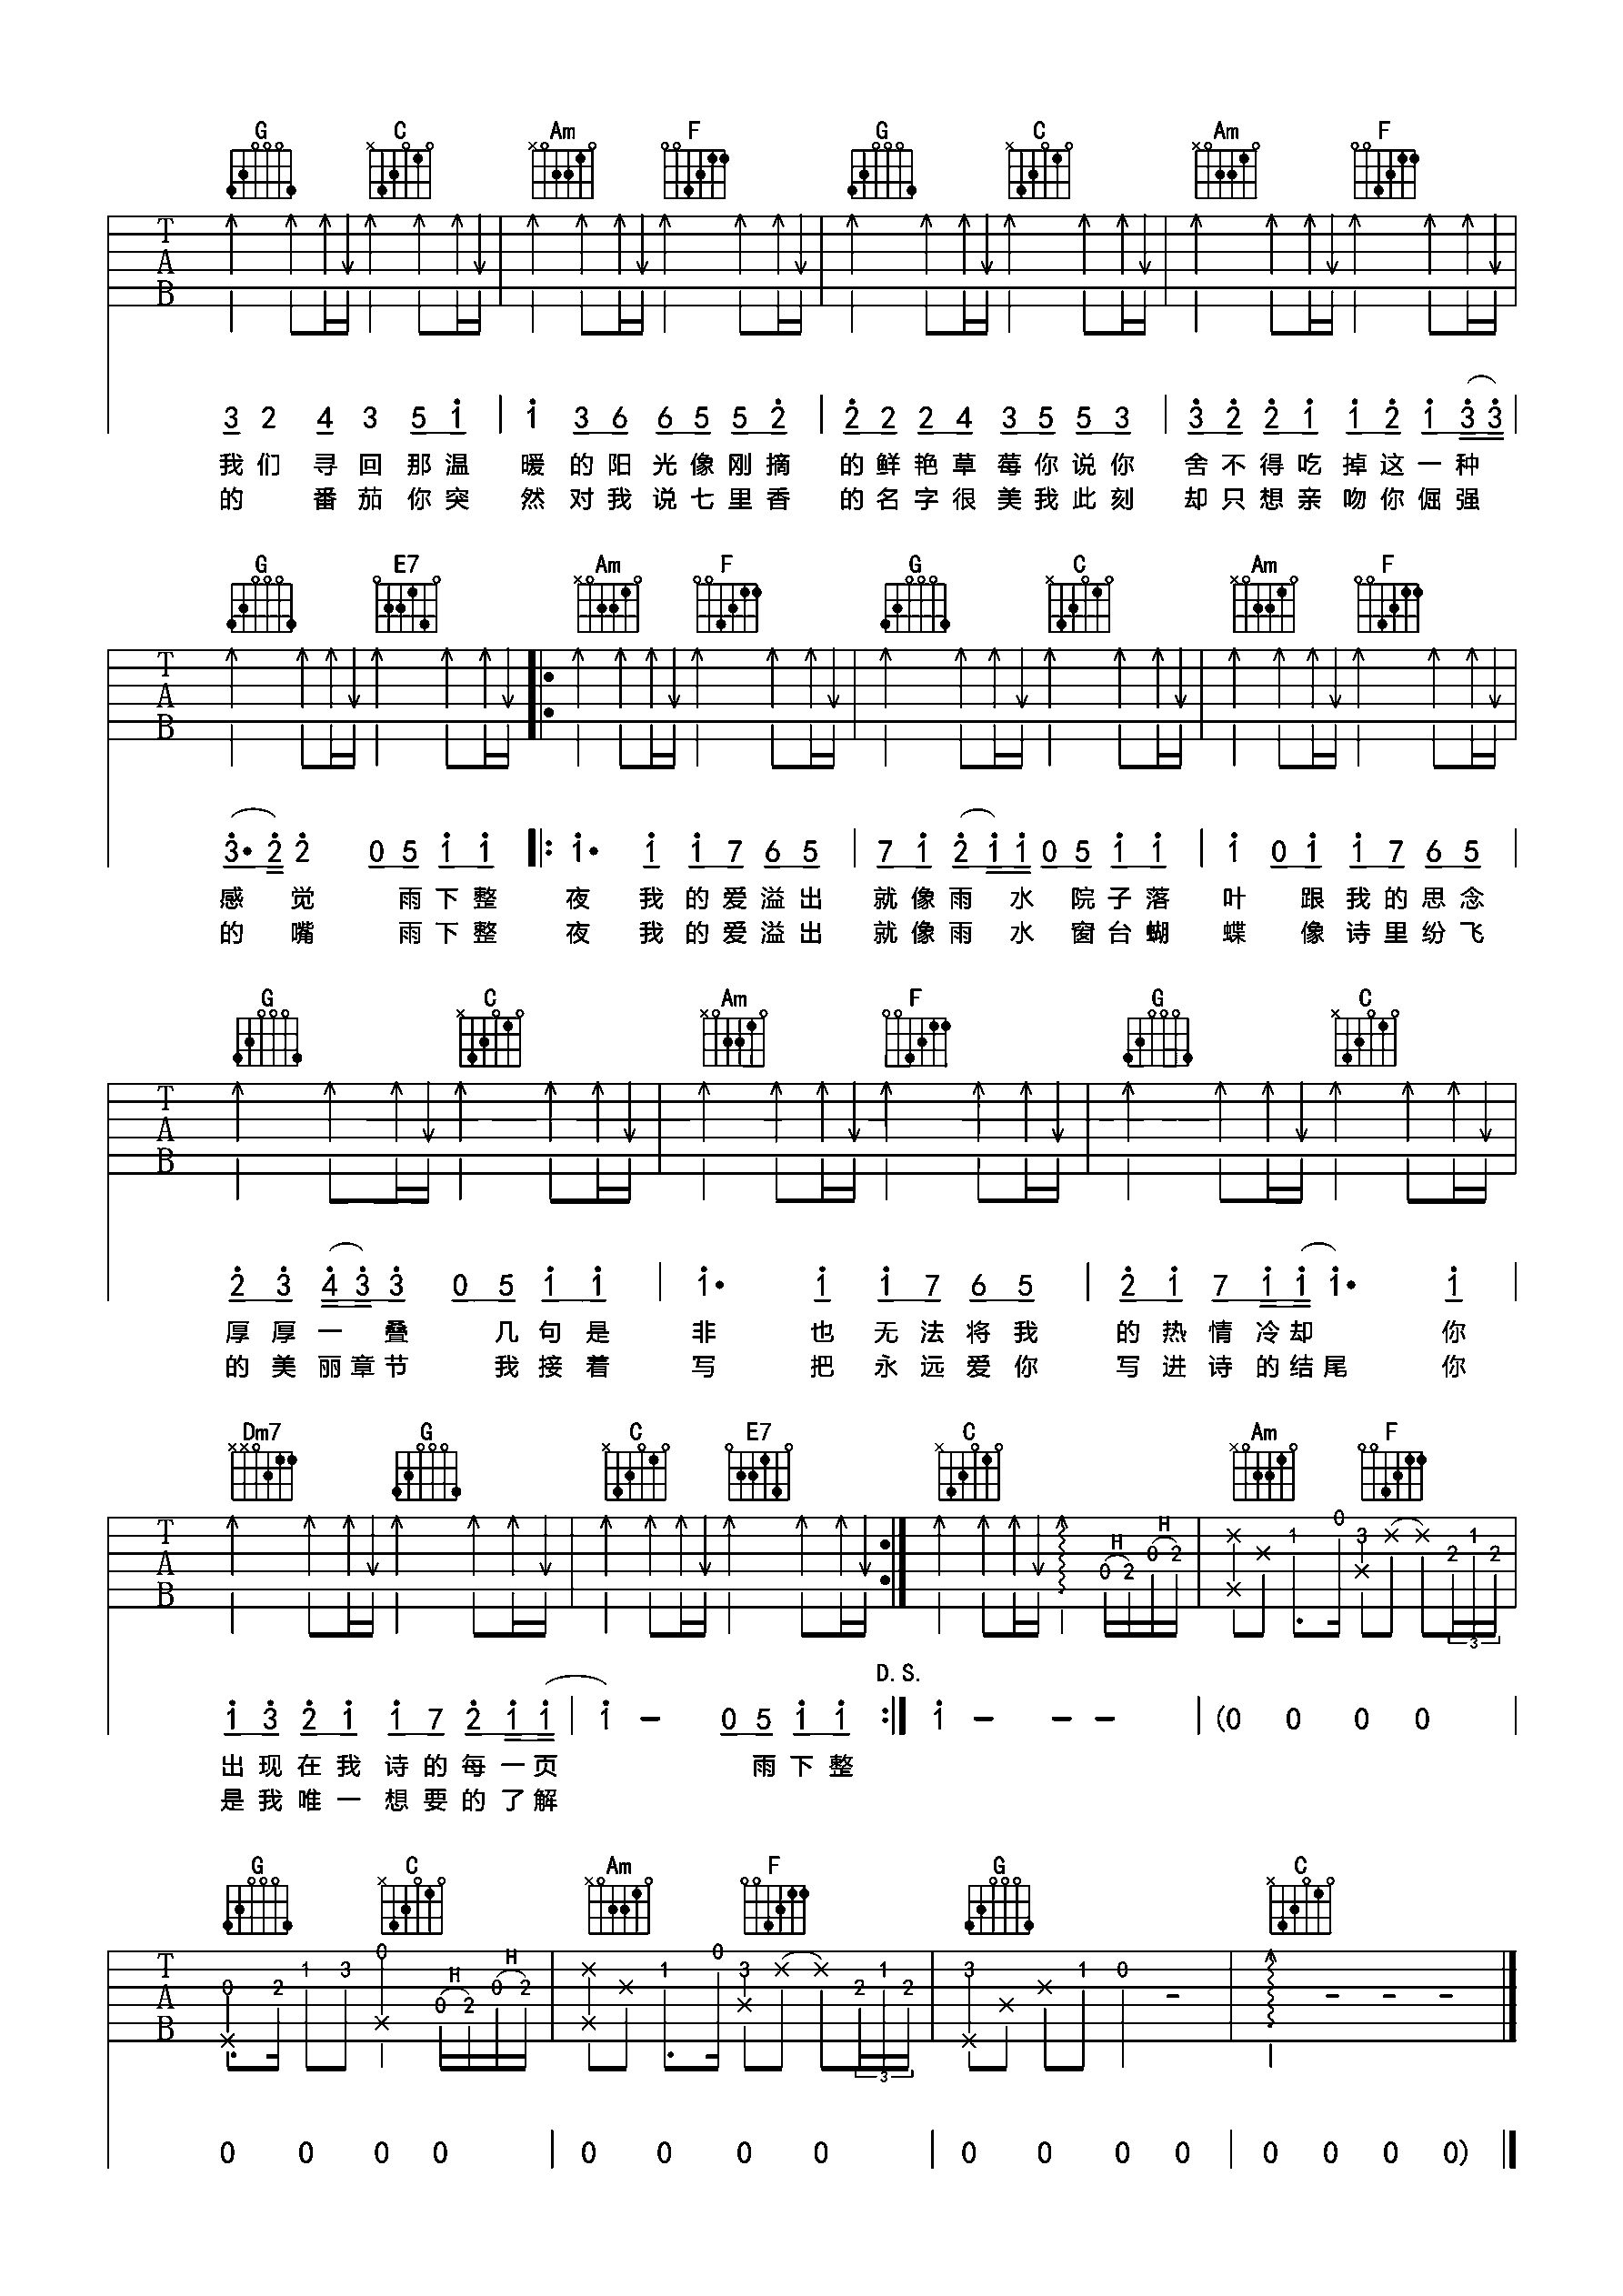 G C Am F G C Am F
T
A
B
3 2 4 3 5 1 | 1 3 6 6 5 5 2 | 2 2 2 4 3 5 5 3 | 3 2 2 1 1 2 1 3 3 |
我们寻回那温 暖的阳光像刚摘 的鲜艳草莓你说你 舍不得吃掉这一种
的 番茄你突 然对我说七里香 的名字很美我此刻 却只想亲吻你倔强
G E7 Am F G C Am F
T
A
B
3· 2 2 0 5 1 1 |: 1· 1 1 7 6 5 | 7 1 2 1 1 0 5 1 1 | 1 0 1 1 7 6 5 |
感觉 雨下整 夜 我的爱溢出 就像雨水 院子落 叶 跟我的思念
的嘴 雨下整 夜 我的爱溢出 就像雨水 窗台蝴 蝶 像诗里纷飞
G C Am F G C
T
A
B
2 3 4 3 3 0 5 1 1 | 1· 1 1 7 6 5 | 2 1 7 1 1 1· 1 |
厚厚一叠 几句是 非 也无法将我 的热情冷却 你
的美丽章节 我接着 写 把永远爱你 写进诗的结尾 你
Dm7 G C E7 C Am F
T
A
B
H H
0 2 0 2 1 0 3 2 1 2
3
D.S.
1 3 2 1 1 7 2 1 1 | 1 - 0 5 1 1 :| 1 - - - | (0 0 0 0 |
出现在我诗的每一页 雨下整
是我唯一想要的了解
G C Am F G C
T
A
B
H H
0 2 1 3 0 0 2 0 2 1 0 3 2 1 2 3 1 0 - - - -
3
0 0 0 0 | 0 0 0 0 | 0 0 0 0 | 0 0 0 0)